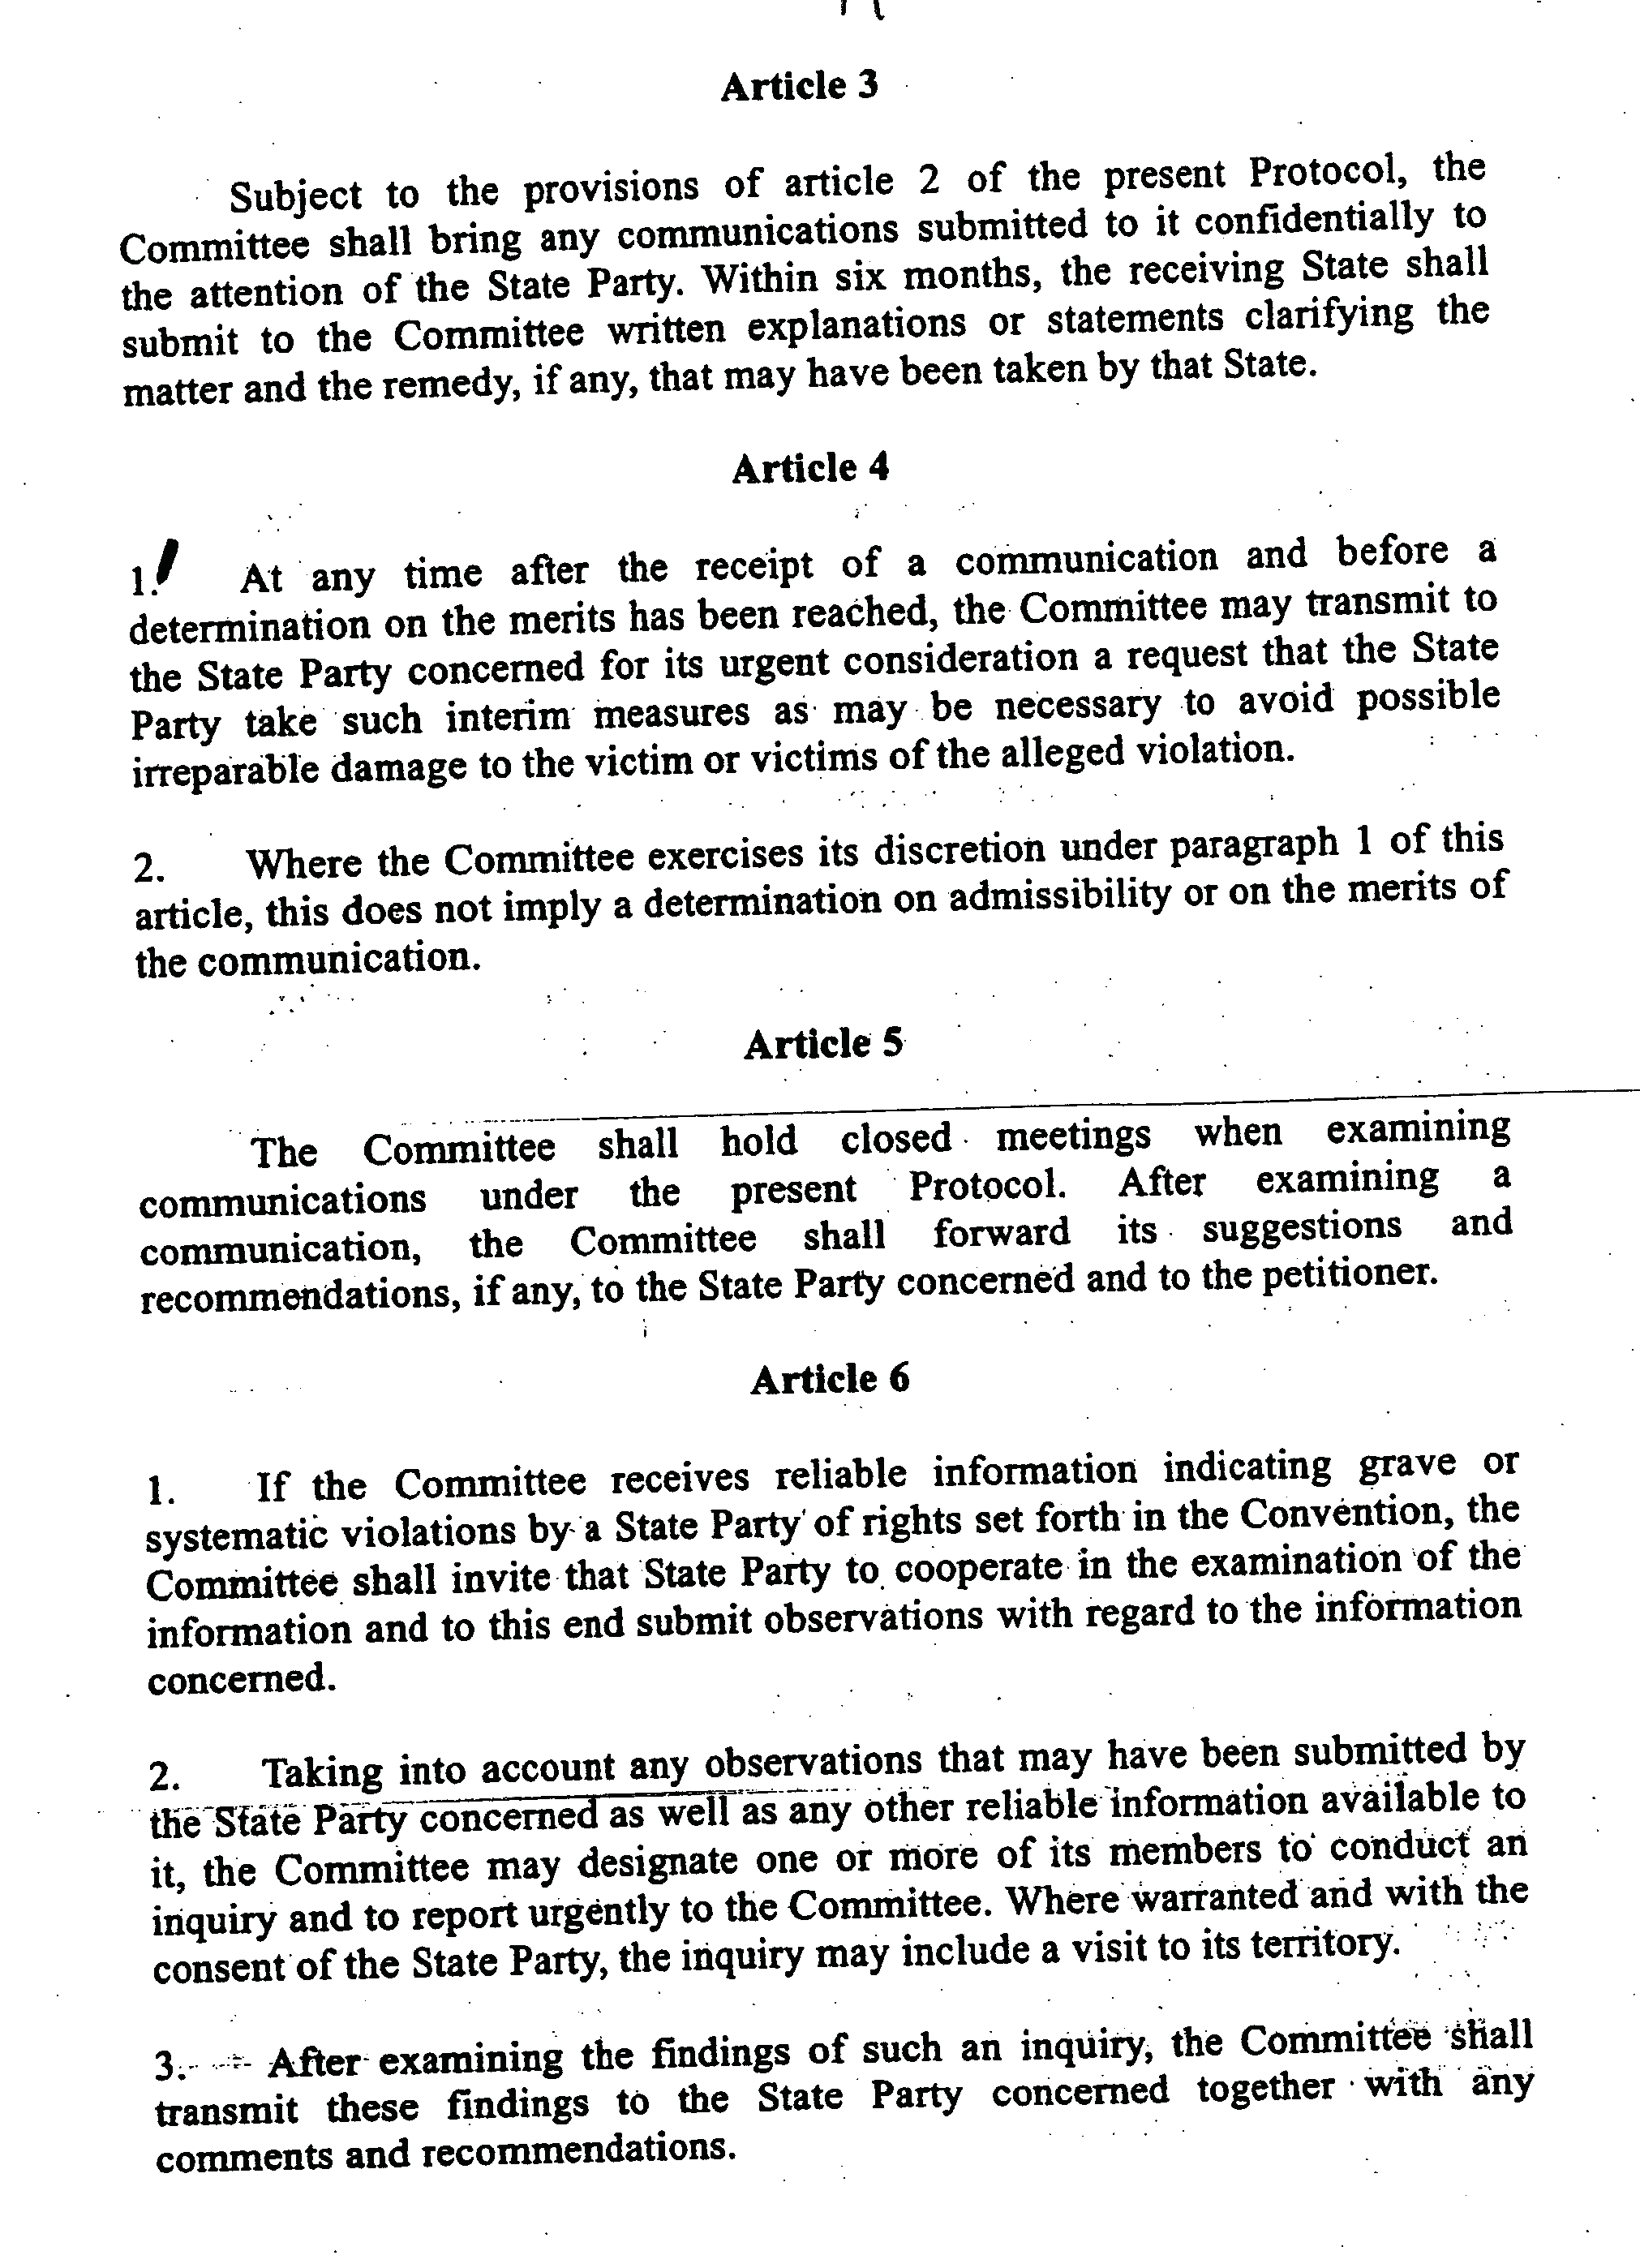 Article 3
Subject to the provisions of article 2 of the present Protocol, the
Committee shall bring any communications submitted to it confidentially to
the attention of the State Party. Within six months, the receiving State shall
submit to the Committee written explanations or statements clarifying the
matter and the remedy, if any, that may have been taken by that State.
Article 4
1. At any time after the receipt of a communication and before a
determination on the merits has been reached, the Committee may transmit to
the State Party concerned for its urgent consideration a request that the State
Party take such interim measures as may be necessary to avoid possible
irreparable damage to the victim or victims of the alleged violation.
2. Where the Committee exercises its discretion under paragraph 1 of this
article, this does not imply a determination on admissibility or on the merits of
the communication.
Article 5
The Committee shall hold closed meetings when examining
communications under the present Protocol. After examining a
communication, the Committee shall forward its suggestions and
recommendations, if any, to the State Party concerned and to the petitioner.
Article 6
1. If the Committee receives reliable information indicating grave or
systematic violations by a State Party of rights set forth in the Convention, the
Committee shall invite that State Party to cooperate in the examination of the
information and to this end submit observations with regard to the information
concerned.
2. Taking into account any observations that may have been submitted by
the State Party concerned as well as any other reliable information available to
it, the Committee may designate one or more of its members to conduct an
inquiry and to report urgently to the Committee. Where warranted and with the
consent of the State Party, the inquiry may include a visit to its territory.
3. After examining the findings of such an inquiry, the Committee shall
transmit these findings to the State Party concerned together with any
comments and recommendations.